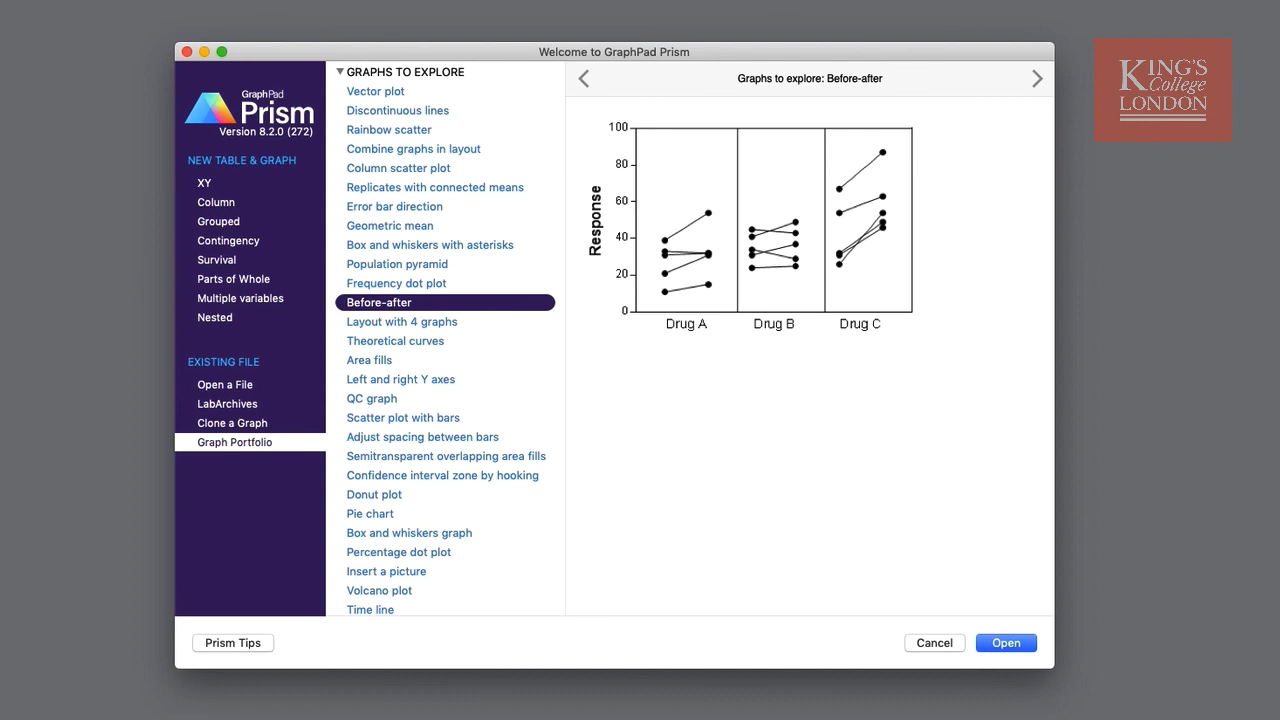 Welcome to GraphPad Prism
KING'S
College
LONDON
GraphPad
Prism
Version 8.2.0 (272)
NEW TABLE & GRAPH
XY
Column
Grouped
Contingency
Survival
Parts of Whole
Multiple variables
Nested
EXISTING FILE
Open a File
LabArchives
Clone a Graph
Graph Portfolio
GRAPHS TO EXPLORE
Vector plot
Discontinuous lines
Rainbow scatter
Combine graphs in layout
Column scatter plot
Replicates with connected means
Error bar direction
Geometric mean
Box and whiskers with asterisks
Population pyramid
Frequency dot plot
Before-after
Layout with 4 graphs
Theoretical curves
Area fills
Left and right Y axes
QC graph
Scatter plot with bars
Adjust spacing between bars
Semitransparent overlapping area fills
Confidence interval zone by hooking
Donut plot
Pie chart
Box and whiskers graph
Percentage dot plot
Insert a picture
Volcano plot
Time line
Graphs to explore: Before-after
Response
100
80
60
40
20
0
Drug A Drug B Drug C
Prism Tips
Cancel
Open